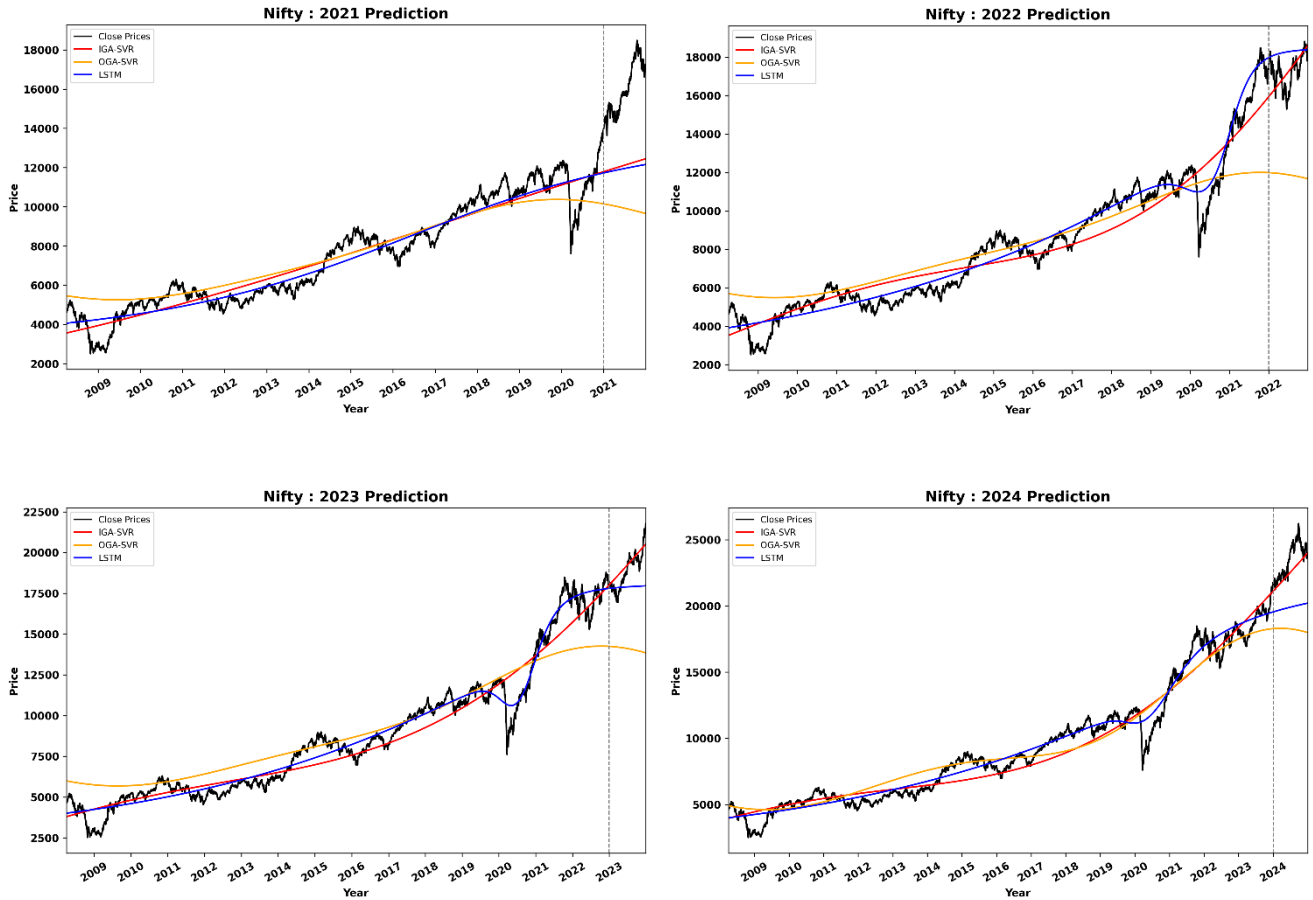 Nifty : 2021 Prediction
Close Prices
IGA-SVR
OGA-SVR
LSTM
18000
16000
14000
12000
10000
8000
6000
4000
2000
Price
2009 2010 2011 2012 2013 2014 2015 2016 2017 2018 2019 2020 2021
Year
Nifty : 2022 Prediction
Close Prices
IGA-SVR
OGA-SVR
LSTM
18000
16000
14000
12000
10000
8000
6000
4000
2000
Price
2009 2010 2011 2012 2013 2014 2015 2016 2017 2018 2019 2020 2021 2022
Year
Nifty : 2023 Prediction
Close Prices
IGA-SVR
OGA-SVR
LSTM
22500
20000
17500
15000
12500
10000
7500
5000
2500
Price
2009 2010 2011 2012 2013 2014 2015 2016 2017 2018 2019 2020 2021 2022 2023
Year
Nifty : 2024 Prediction
Close Prices
IGA-SVR
OGA-SVR
LSTM
25000
20000
15000
10000
5000
Price
2009 2010 2011 2012 2013 2014 2015 2016 2017 2018 2019 2020 2021 2022 2023 2024
Year